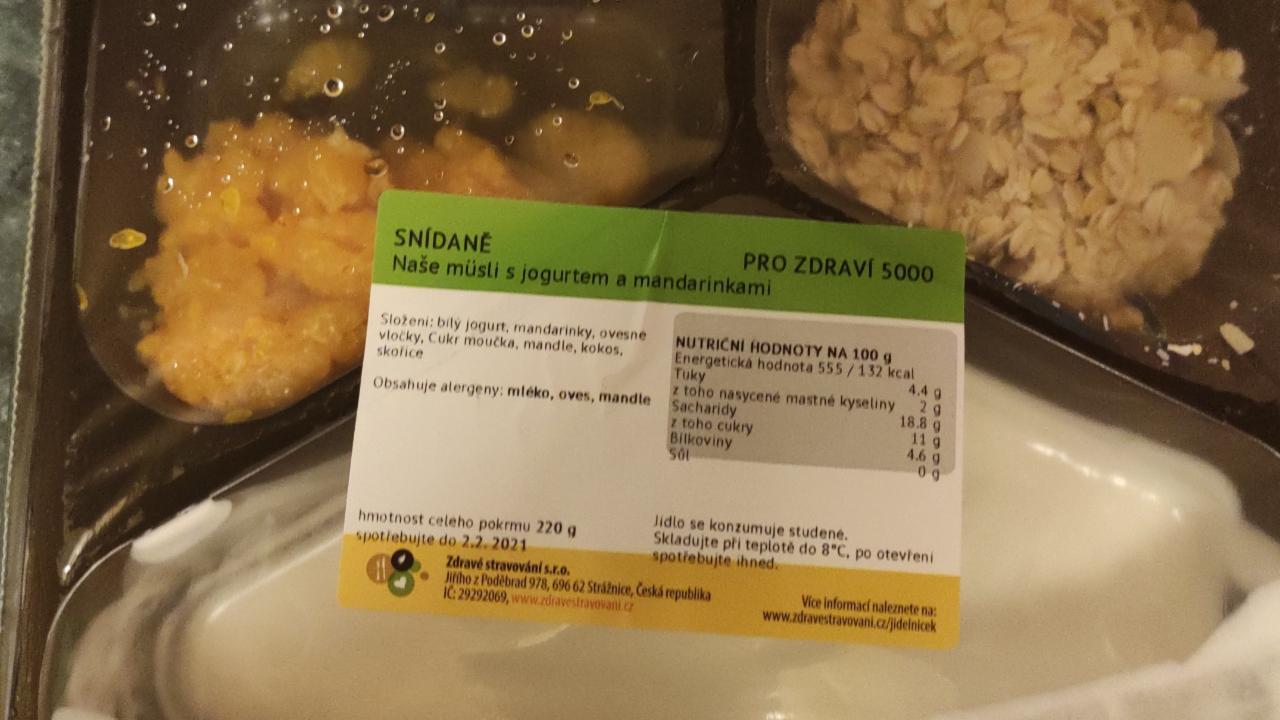 SNÍDANĚ
PRO ZDRAVÍ 5000
Naše müsli s jogurtem a mandarinkami
Složení: bílý jogurt, mandarinky, ovesne
vločky, Cukr moučka, mandle, kokos,
skořice
Obsahuje alergeny: mléko, oves, mandle
NUTRIČNÍ HODNOTY NA 100 g
Energetická hodnota 555 / 132 kcal
Tuky 4.4 g
z toho nasycené mastné kyseliny 2 g
Sacharidy 18.8 g
z toho cukry 11 g
Bílkoviny 4.6 g
Sůl 0 g
hmotnost celeho pokrmu 220 g
spotřebujte do 2.2. 2021
Jídlo se konzumuje studené.
Skladujte při teplotě do 8°C, po otevření
spotřebujte ihned.
Zdravé stravování s.r.o.
Jiřího z Poděbrad 978, 696 62 Strážnice, Česká republika
IČ: 29292069, www.zdravestravovani.cz
Více informací naleznete na:
www.zdravestravovani.cz/jidelnicek